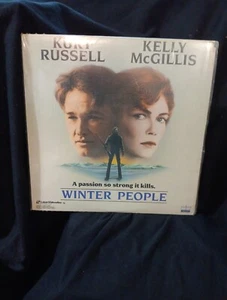 KURT KELLY
RUSSELL McGILLIS
A passion so strong it kills.
WINTER PEOPLE